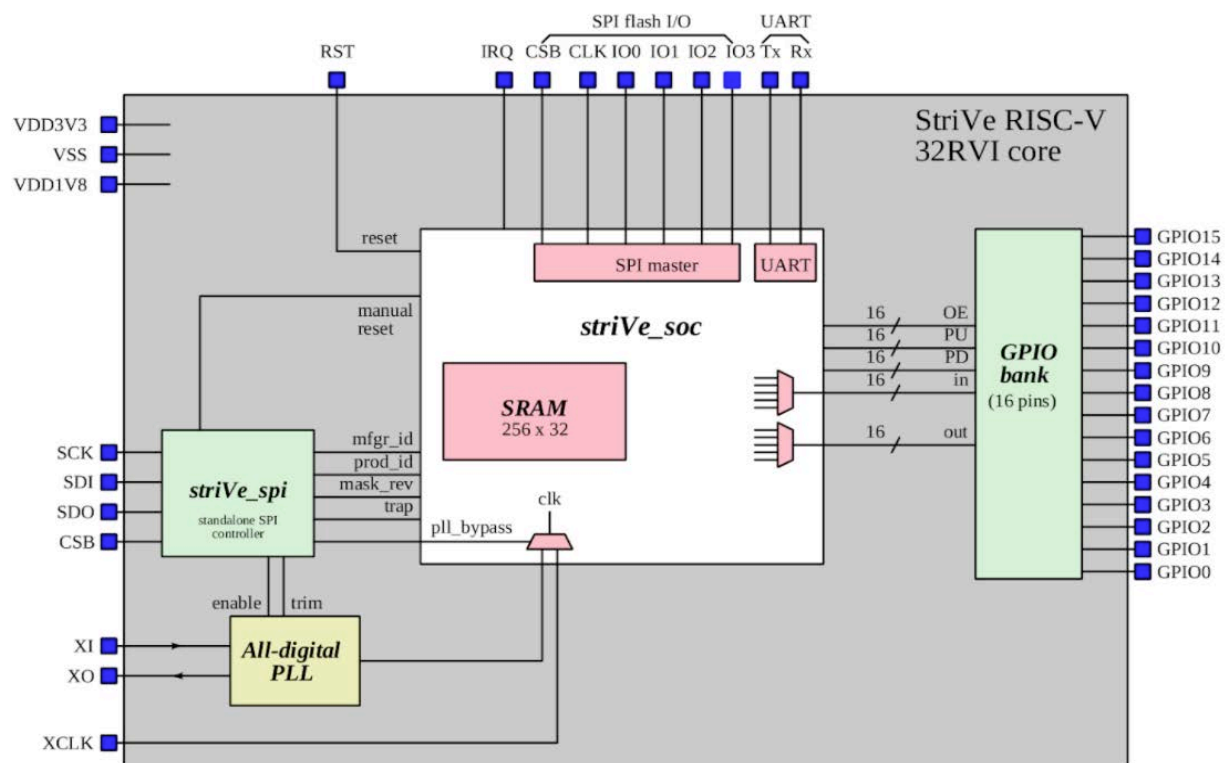 SPI flash I/O
UART
RST
IRQ
CSB
CLK
IO0
IO1
IO2
IO3
Tx
Rx
VDD3V3
VSS
VDD1V8
StriVe RISC-V
32RVI core
reset
SPI master
UART
manual
reset
striVe_soc
SRAM
256 x 32
16
OE
16
PU
16
PD
16
in
16
out
GPIO
bank
(16 pins)
GPIO15
GPIO14
GPIO13
GPIO12
GPIO11
GPIO10
GPIO9
GPIO8
GPIO7
GPIO6
GPIO5
GPIO4
GPIO3
GPIO2
GPIO1
GPIO0
SCK
SDI
SDO
CSB
striVe_spi
standalone SPI
controller
mfgr_id
prod_id
mask_rev
trap
pll_bypass
clk
enable
trim
XI
XO
All-digital
PLL
XCLK